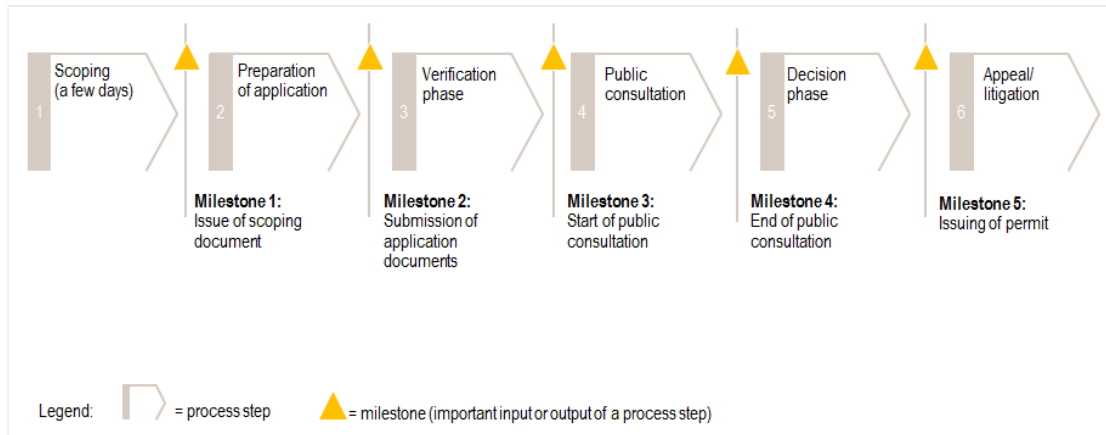 1
Scoping
(a few days)
2
Preparation
of application
3
Verification
phase
4
Public
consultation
5
Decision
phase
6
Appeal/
litigation
Milestone 1:
Issue of scoping
document
Milestone 2:
Submission of
application
documents
Milestone 3:
Start of public
consultation
Milestone 4:
End of public
consultation
Milestone 5:
Issuing of permit
Legend:
= process step
= milestone (important input or output of a process step)